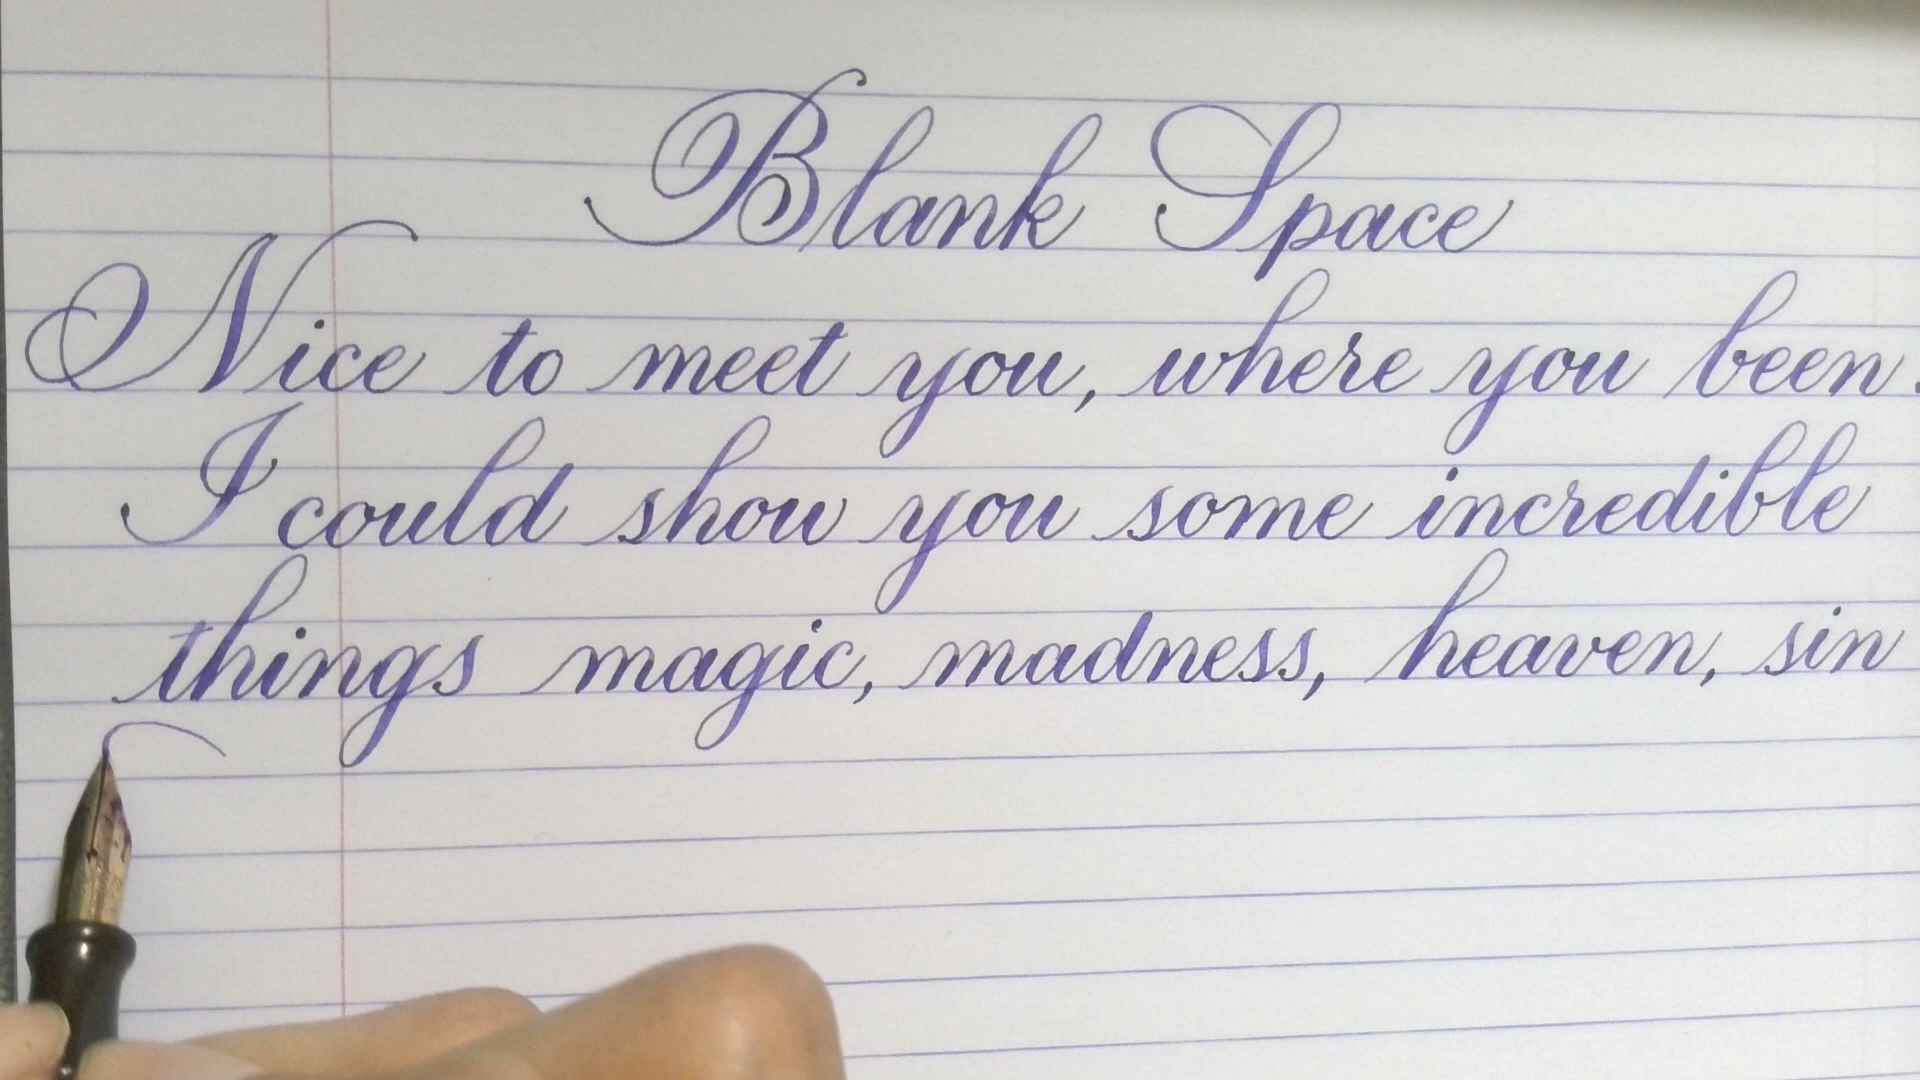 Blank Space
Nice to meet you, where you been.
I could show you some incredible
things magic, madness, heaven, sin